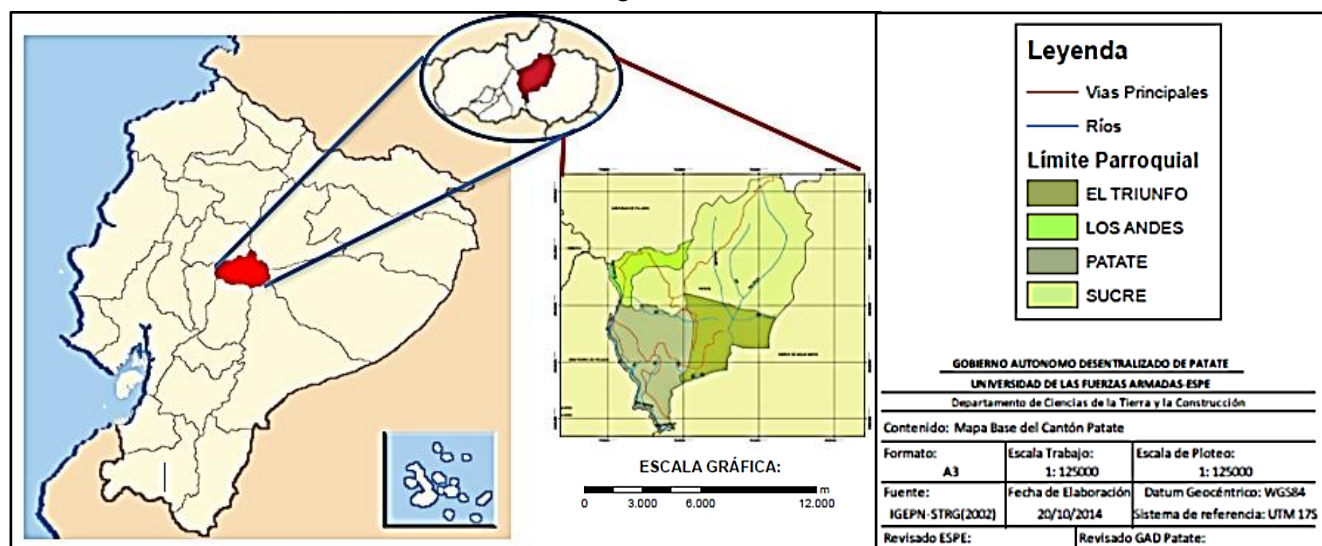 Leyenda
Vias Principales
Ríos
Límite Parroquial
EL TRIUNFO
LOS ANDES
PATATE
SUCRE
ESCALA GRÁFICA:
m
0 3.000 6.000 12.000
GOBIERNO AUTONOMO DESENTRALIZADO DE PATATE
UNIVERSIDAD DE LAS FUERZAS ARMADAS-ESPE
Departamento de Ciencias de la Tierra y la Construcción
Contenido: Mapa Base del Cantón Patate
Formato: Escala Trabajo: Escala de Ploteo:
A3 1: 125000 1: 125000
Fuente: Fecha de Elaboración Datum Geocéntrico: WGS84
IGEPN-STRG(2002) 20/10/2014 Sistema de referencia: UTM 17S
Revisado ESPE: Revisado GAD Patate: